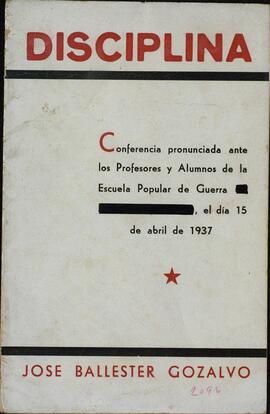 DISCIPLINA
Conferencia pronunciada ante
los Profesores y Alumnos de la
Escuela Popular de Guerra
, el día 15
de abril de 1937
JOSE BALLESTER GOZALVO